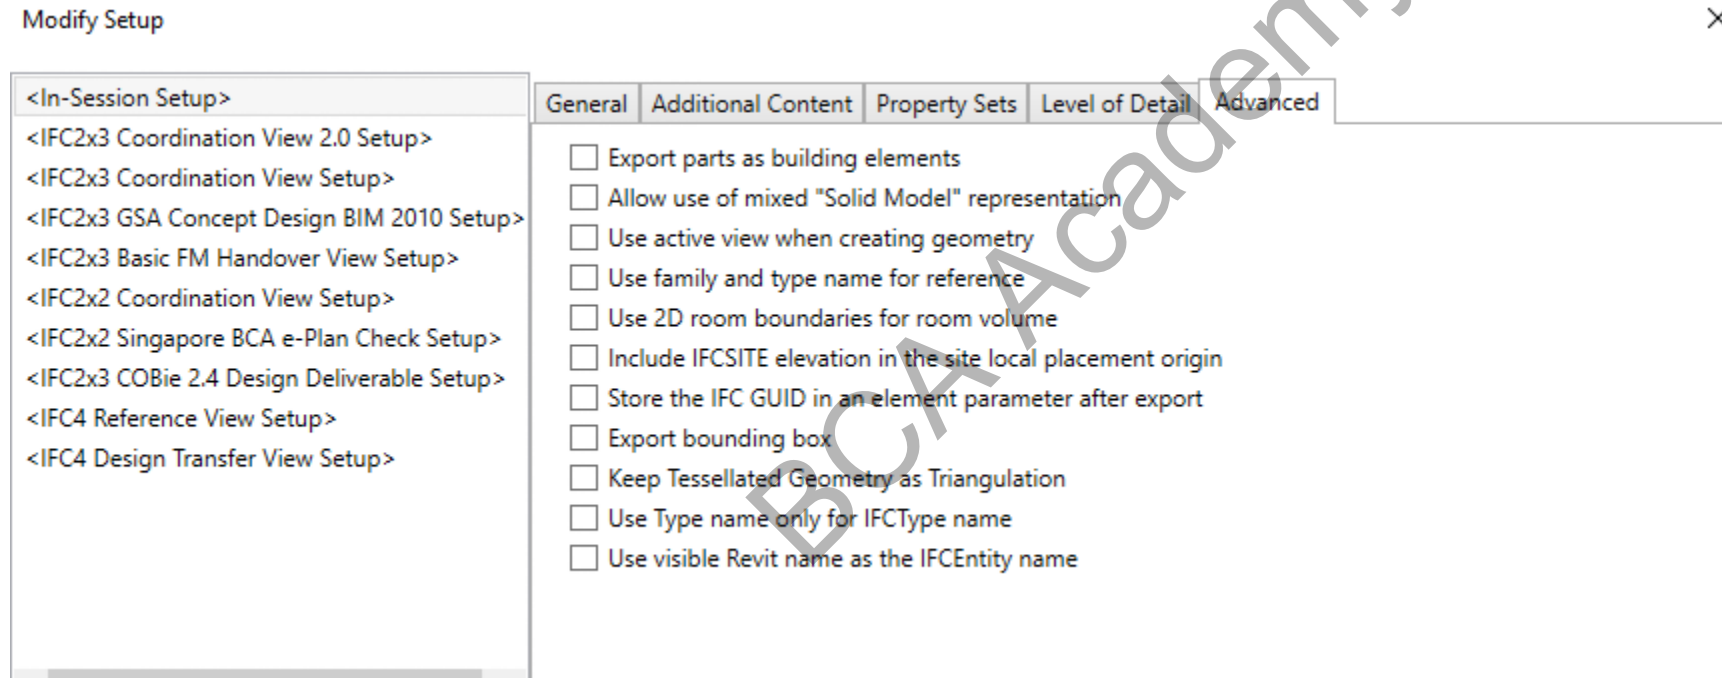 Modify Setup
<In-Session Setup>
<IFC2x3 Coordination View 2.0 Setup>
<IFC2x3 Coordination View Setup>
<IFC2x3 GSA Concept Design BIM 2010 Setup>
<IFC2x3 Basic FM Handover View Setup>
<IFC2x2 Coordination View Setup>
<IFC2x2 Singapore BCA e-Plan Check Setup>
<IFC2x3 COBie 2.4 Design Deliverable Setup>
<IFC4 Reference View Setup>
<IFC4 Design Transfer View Setup>
General Additional Content Property Sets Level of Detail Advanced
Export parts as building elements
Allow use of mixed "Solid Model" representation
Use active view when creating geometry
Use family and type name for reference
Use 2D room boundaries for room volume
Include IFCSITE elevation in the site local placement origin
Store the IFC GUID in an element parameter after export
Export bounding box
Keep Tessellated Geometry as Triangulation
Use Type name only for IFCType name
Use visible Revit name as the IFCEntity name
BCA Academy